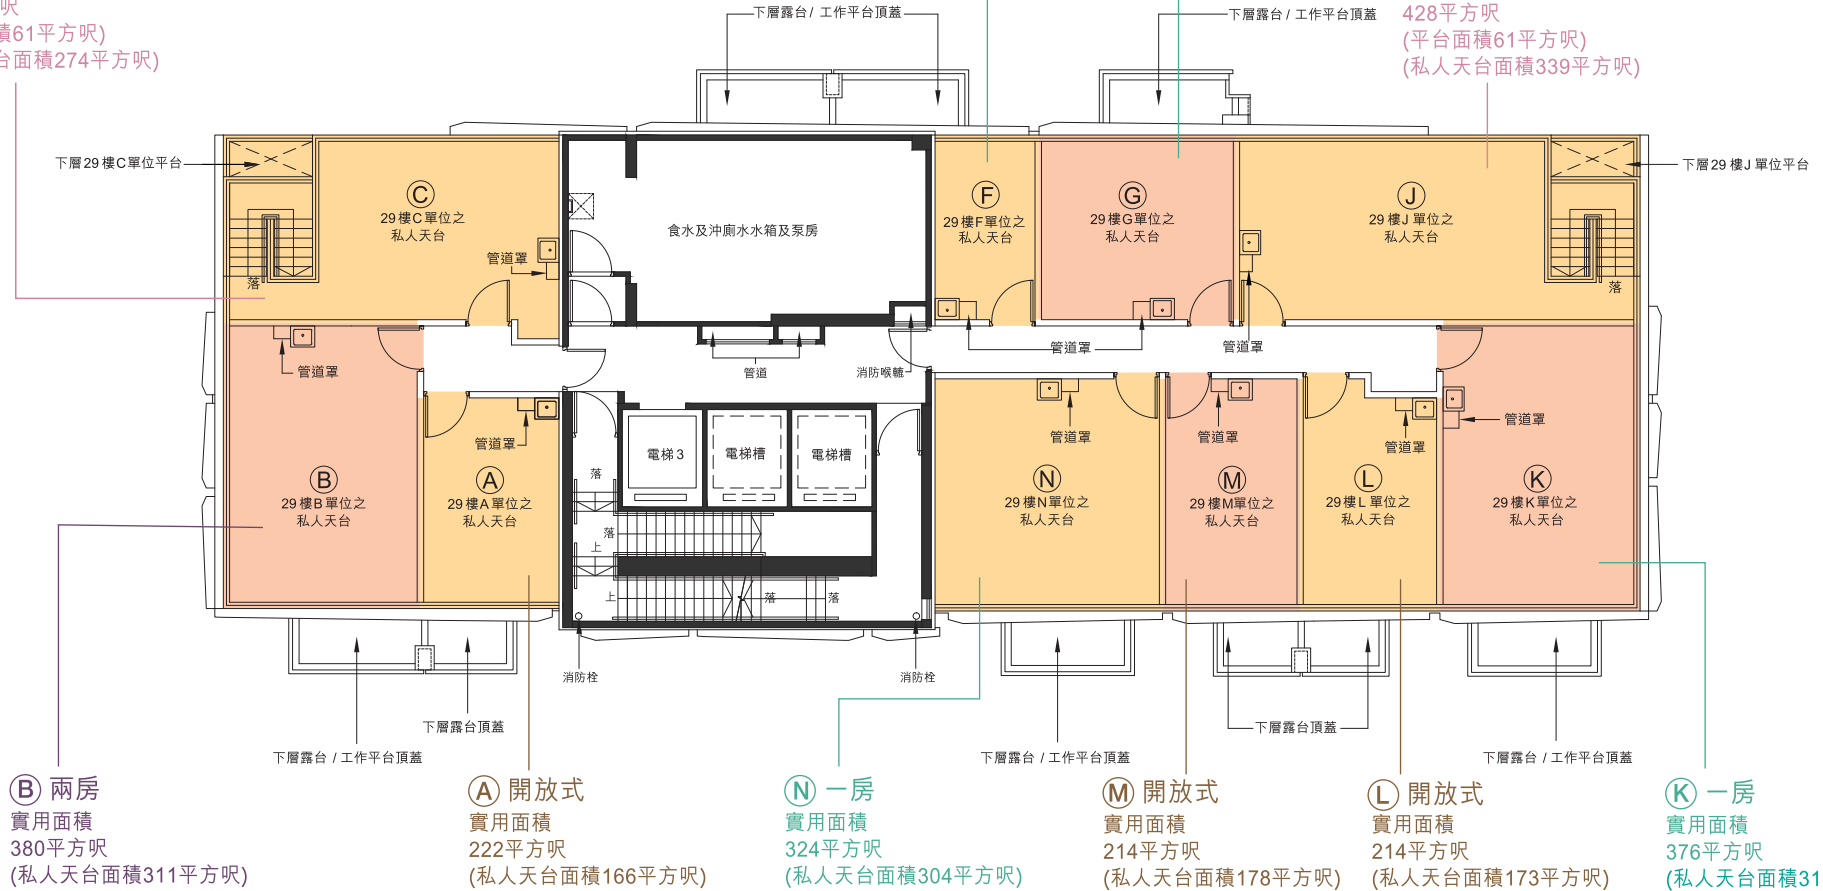 呎
積61平方呎)
台面積274平方呎)
下層露台 / 工作平台頂蓋
下層露台 / 工作平台頂蓋
428平方呎
(平台面積61平方呎)
(私人天台面積339平方呎)
下層29樓C單位平台
下層29樓J單位平台
C
29樓C單位之
私人天台
管道罩
落
食水及沖廁水水箱及泵房
F
29樓F單位之
私人天台
G
29樓G單位之
私人天台
J
29樓J單位之
私人天台
落
管道罩
管道罩
管道罩
管道
消防喉轆
管道罩
管道罩
管道罩
管道罩
管道罩
B
29樓B單位之
私人天台
A
29樓A單位之
私人天台
電梯3
電梯槽
電梯槽
落
落
上
上
落
落
N
29樓N單位之
私人天台
M
29樓M單位之
私人天台
L
29樓L單位之
私人天台
K
29樓K單位之
私人天台
消防栓
消防栓
下層露台頂蓋
下層露台 / 工作平台頂蓋
下層露台 / 工作平台頂蓋
下層露台頂蓋
下層露台 / 工作平台頂蓋
B 兩房
實用面積
380平方呎
(私人天台面積311平方呎)
A 開放式
實用面積
222平方呎
(私人天台面積166平方呎)
N 一房
實用面積
324平方呎
(私人天台面積304平方呎)
M 開放式
實用面積
214平方呎
(私人天台面積178平方呎)
L 開放式
實用面積
214平方呎
(私人天台面積173平方呎)
K 一房
實用面積
376平方呎
(私人天台面積31